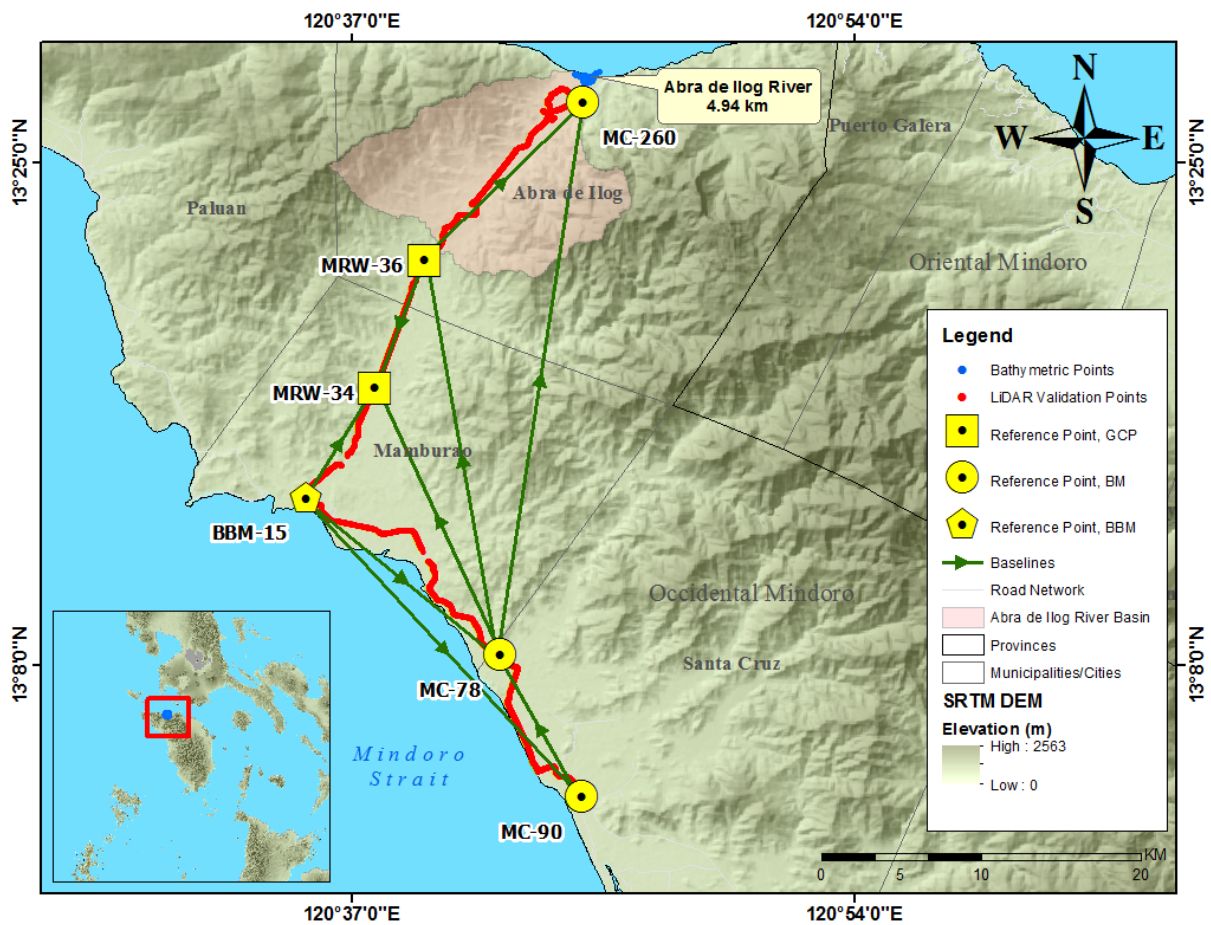 120°37'0"E
120°54'0"E
Abra de Ilog River
4.94 km
N
W
E
S
MC-260
Puerto Galera
13°25'0"N
13°25'0"N
Abra de Ilog
Paluan
MRW-36
Oriental Mindoro
MRW-34
Mamburao
BBM-15
Legend
Bathymetric Points
LiDAR Validation Points
Reference Point, GCP
Reference Point, BM
Reference Point, BBM
Baselines
Road Network
Abra de Ilog River Basin
Provinces
Municipalities/Cities
SRTM DEM
Elevation (m)
High : 2563
Low : 0
Occidental Mindoro
Santa Cruz
13°8'0"N
13°8'0"N
MC-78
Mindoro
Strait
MC-90
KM
0 5 10 20
120°37'0"E
120°54'0"E